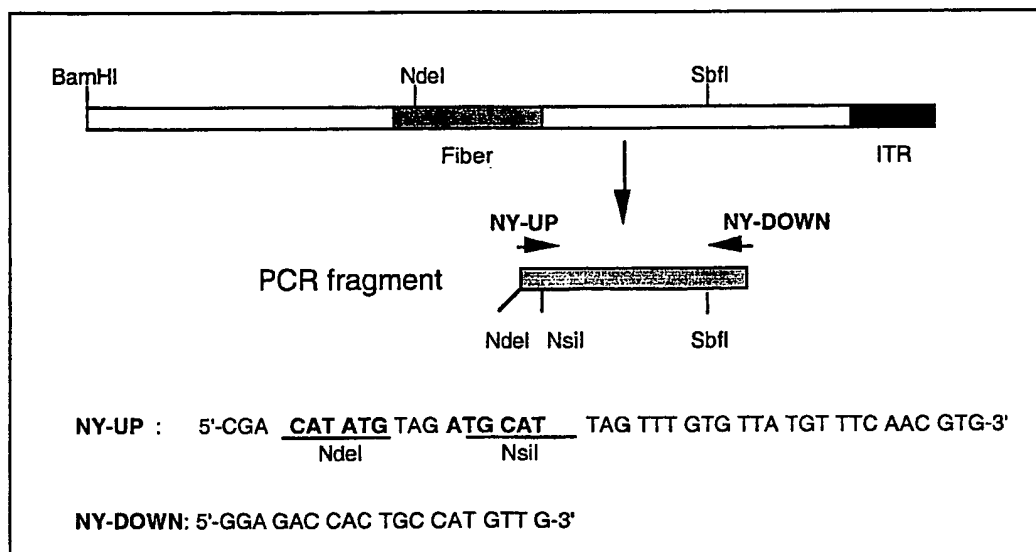 BamHI NdeI SbfI
Fiber ITR
NY-UP NY-DOWN
PCR fragment
NdeI NsiI SbfI
NY-UP : 5'-CGA CAT ATG TAG ATG CAT TAG TTT GTG TTA TGT TTC AAC GTG-3'
NdeI NsiI
NY-DOWN: 5'-GGA GAC CAC TGC CAT GTT G-3'